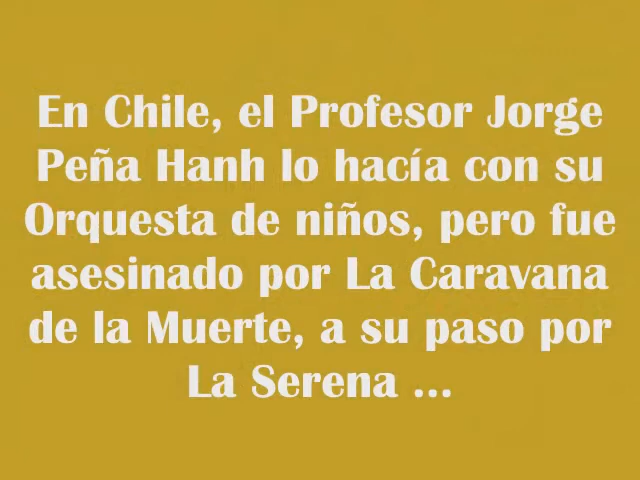 En Chile, el Profesor Jorge
Peña Hanh lo hacía con su
Orquesta de niños, pero fue
asesinado por La Caravana
de la Muerte, a su paso por
La Serena ...